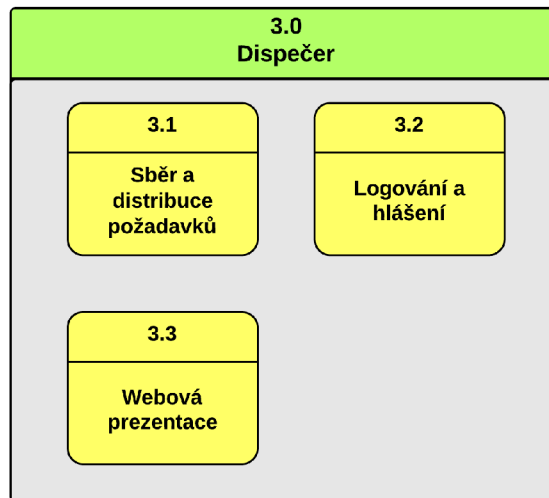 3.0
Dispečer
3.1
Sběr a
distribuce
požadavků
3.2
Logování a
hlášení
3.3
Webová
prezentace